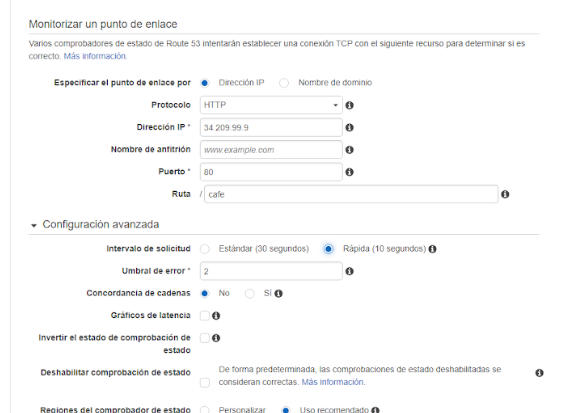 Monitorizar un punto de enlace
Varios comprobadores de estado de Route 53 intentarán establecer una conexión TCP con el siguiente recurso para determinar si es
correcto. Más información.
Especificar el punto de enlace por Dirección IP Nombre de dominio
Protocolo HTTP
Dirección IP * 34.209.99.9
Nombre de anfitrión www.example.com
Puerto * 80
Ruta / cafe
Configuración avanzada
Intervalo de solicitud Estándar (30 segundos) Rápida (10 segundos)
Umbral de error * 2
Concordancia de cadenas No Sí
Gráficos de latencia
Invertir el estado de comprobación de
estado
Deshabilitar comprobación de estado De forma predeterminada, las comprobaciones de estado deshabilitadas se
consideran correctas. Más información.
Regiones del comprobador de estado Personalizar Uso recomendado